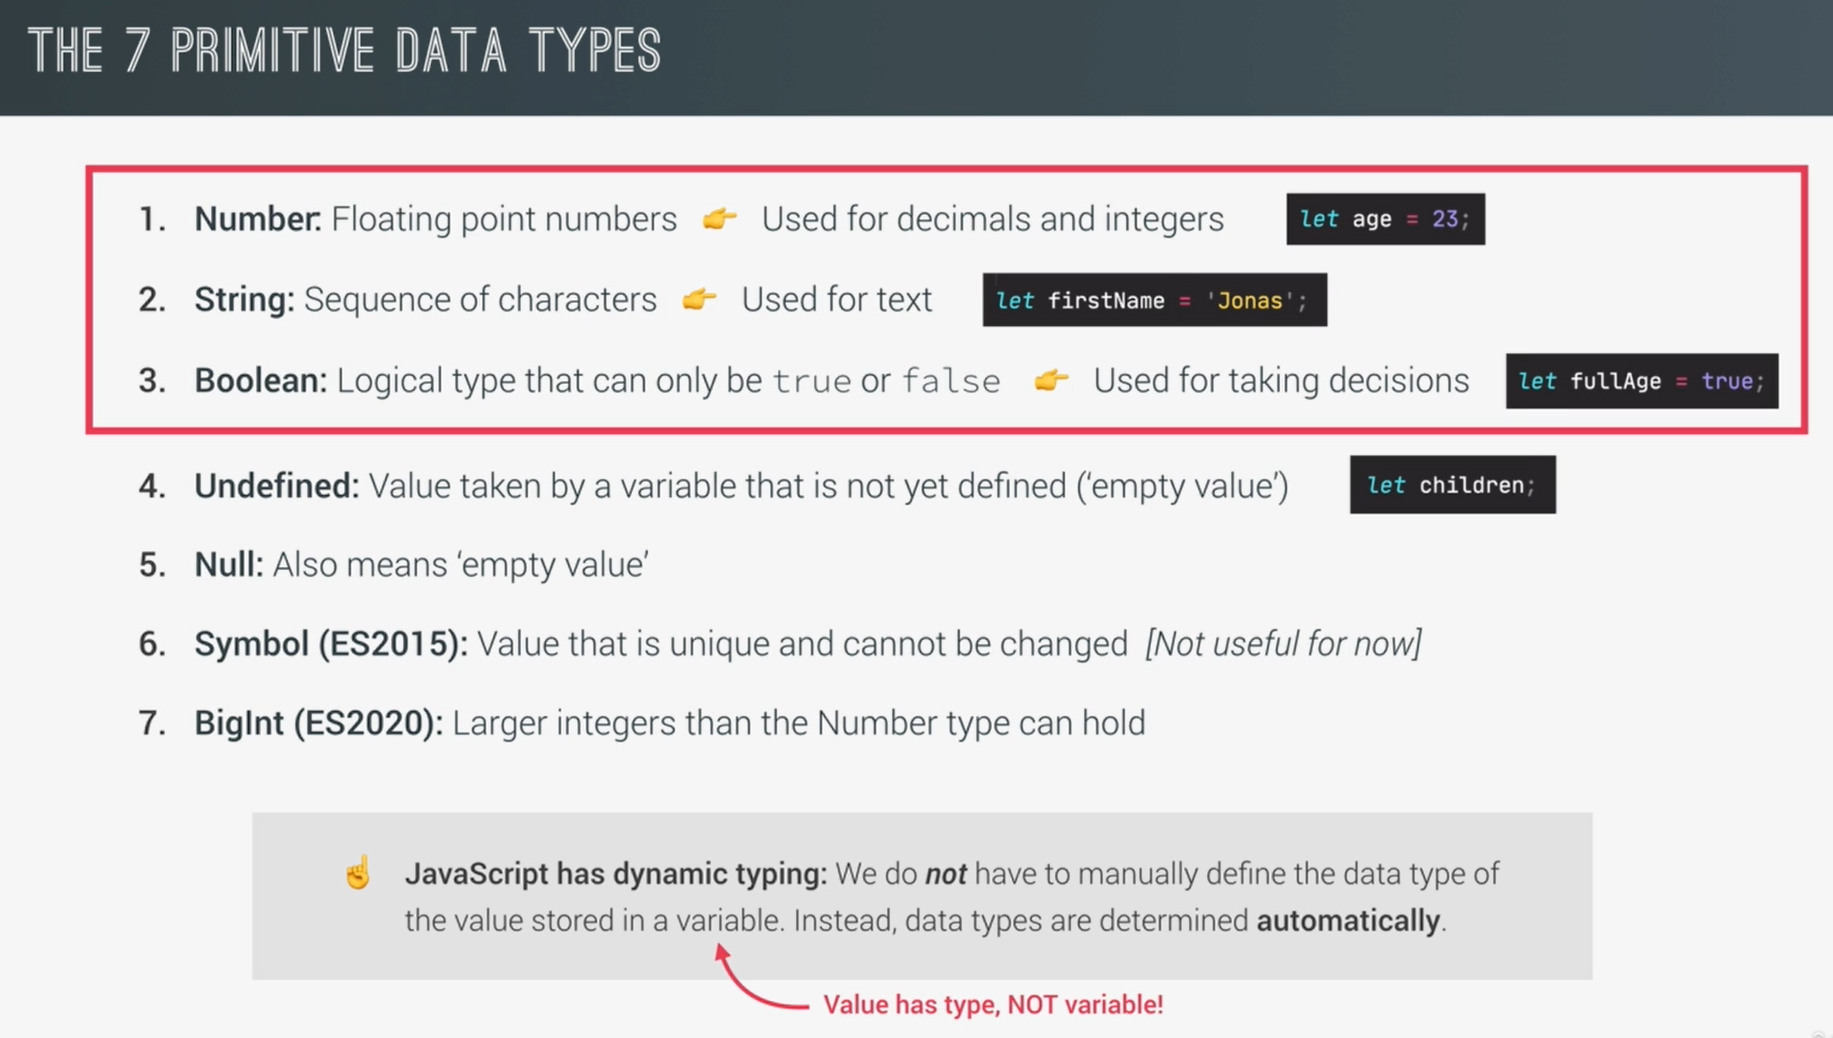 THE 7 PRIMITIVE DATA TYPES
1. Number: Floating point numbers 👉 Used for decimals and integers let age = 23;
2. String: Sequence of characters 👉 Used for text let firstName = 'Jonas';
3. Boolean: Logical type that can only be true or false 👉 Used for taking decisions let fullAge = true;
4. Undefined: Value taken by a variable that is not yet defined (‘empty value’) let children;
5. Null: Also means ‘empty value’
6. Symbol (ES2015): Value that is unique and cannot be changed [Not useful for now]
7. BigInt (ES2020): Larger integers than the Number type can hold
☝️ JavaScript has dynamic typing: We do not have to manually define the data type of
the value stored in a variable. Instead, data types are determined automatically.
Value has type, NOT variable!